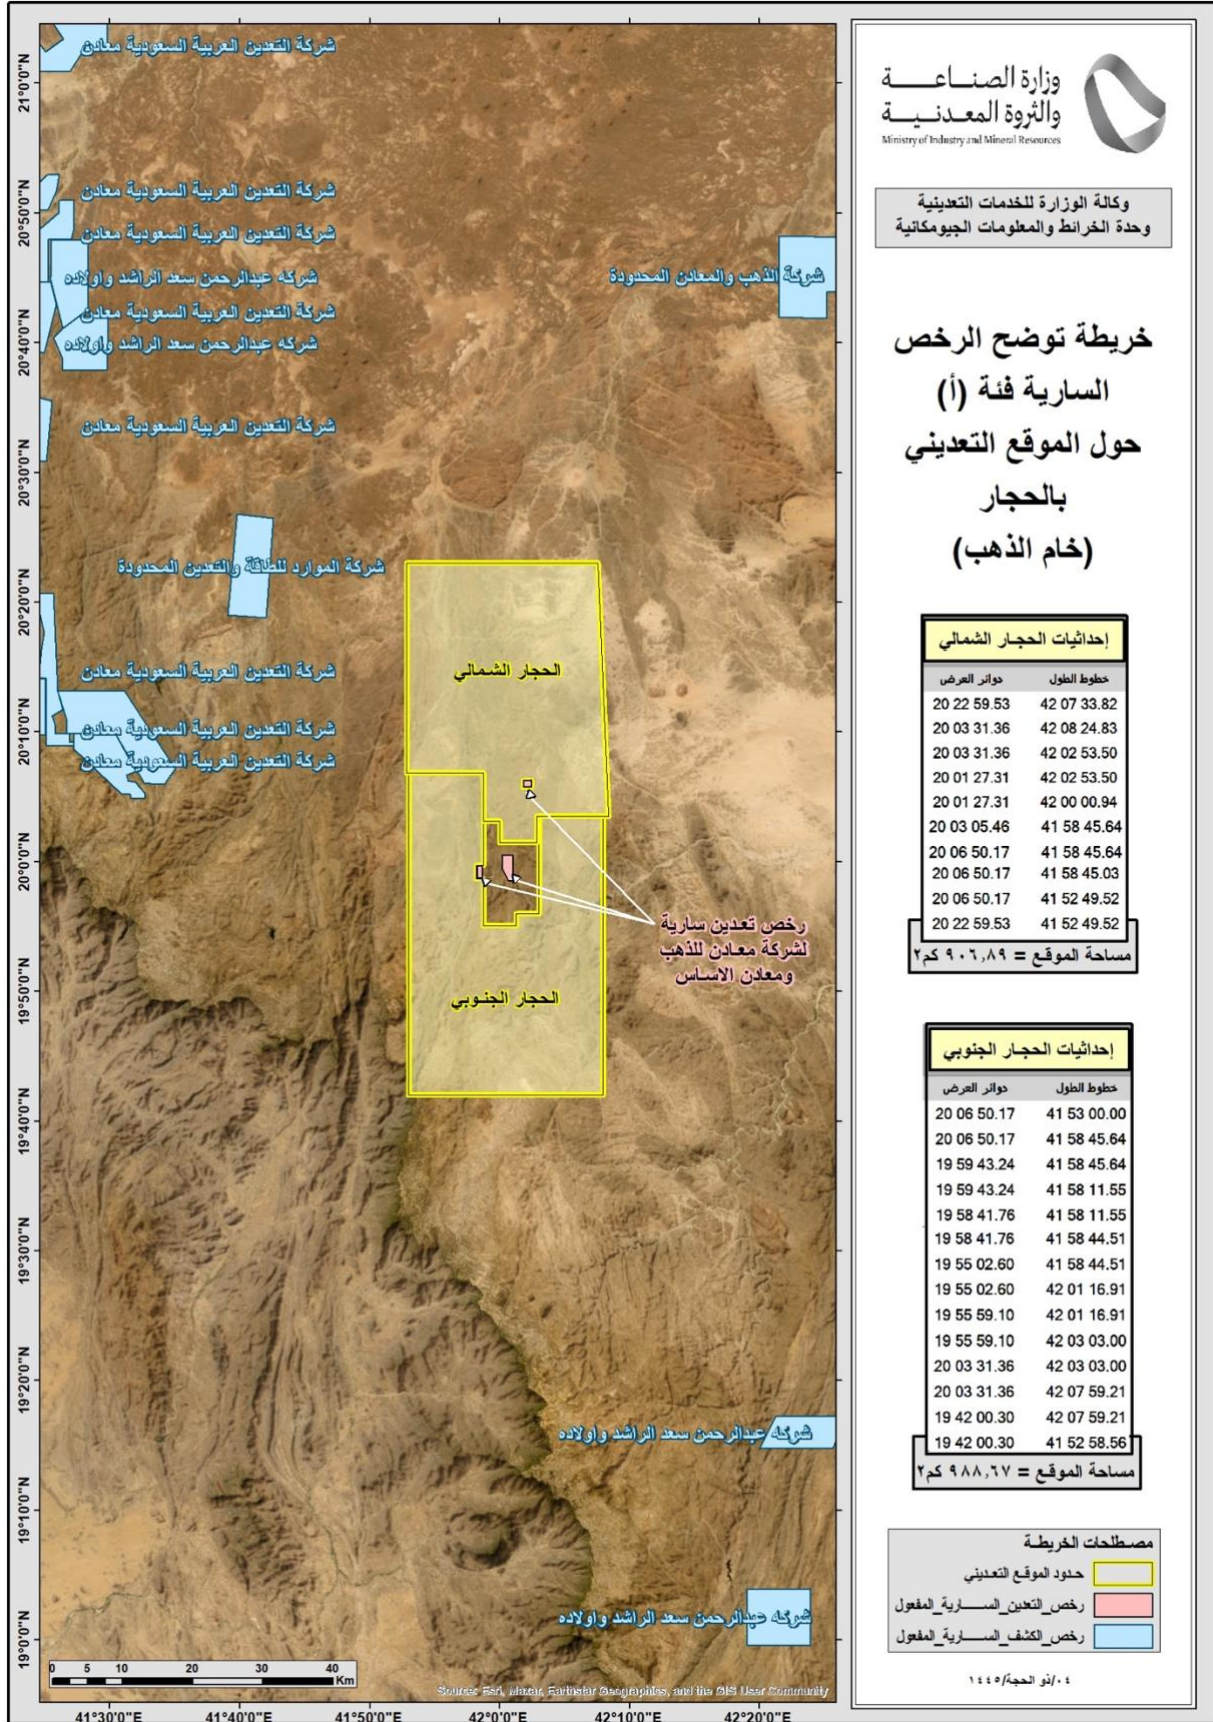 وزارة الصناعة
والثروة المعدنية
Ministry of Industry and Mineral Resources
وكالة الوزارة للخدمات التعدينية
وحدة الخرائط والمعلومات الجيومكانية
خريطة توضح الرخص
السارية فئة (أ)
حول الموقع التعديني
بالحجار
(خام الذهب)
إحداثيات الحجار الشمالي
خطوط الطول دوائر العرض
42 07 33.82 20 22 59.53
42 08 24.83 20 03 31.36
42 02 53.50 20 03 31.36
42 02 53.50 20 01 27.31
42 00 00.94 20 01 27.31
41 58 45.64 20 03 05.46
41 58 45.64 20 06 50.17
41 58 45.03 20 06 50.17
41 52 49.52 20 06 50.17
41 52 49.52 20 22 59.53
مساحة الموقع = ٩٠٦,٨٩ كم٢
إحداثيات الحجار الجنوبي
خطوط الطول دوائر العرض
41 53 00.00 20 06 50.17
41 58 45.64 20 06 50.17
41 58 45.64 19 59 43.24
41 58 11.55 19 59 43.24
41 58 11.55 19 58 41.76
41 58 44.51 19 58 41.76
41 58 44.51 19 55 02.60
42 01 16.91 19 55 02.60
42 01 16.91 19 55 59.10
42 03 03.00 19 55 59.10
42 03 03.00 20 03 31.36
42 07 59.21 20 03 31.36
42 07 59.21 19 42 00.30
41 52 58.56 19 42 00.30
مساحة الموقع = ٩٨٨,٦٧ كم٢
مصطلحات الخريطة
حدود الموقع التعديني
رخص_التعدين_السارية_المفعول
رخص_الكشف_السارية_المفعول
٠٤/ذو الحجة/١٤٤٥
شركة التعدين العربية السعودية معادن
شركة التعدين العربية السعودية معادن
شركة التعدين العربية السعودية معادن
شركه عبدالرحمن سعد الراشد واولاده
شركة الذهب والمعادن المحدودة
شركة التعدين العربية السعودية معادن
شركه عبدالرحمن سعد الراشد واولاده
شركة التعدين العربية السعودية معادن
شركة الموارد للطاقة والتعدين المحدودة
شركة التعدين العربية السعودية معادن
الحجار الشمالي
شركة التعدين العربية السعودية معادن
شركة التعدين العربية السعودية معادن
رخص تعدين سارية
لشركة معادن للذهب
ومعادن الاساس
الحجار الجنوبي
شركه عبدالرحمن سعد الراشد واولاده
شركه عبدالرحمن سعد الراشد واولاده
21°0'0"N
20°50'0"N
20°40'0"N
20°30'0"N
20°20'0"N
20°10'0"N
20°0'0"N
19°50'0"N
19°40'0"N
19°30'0"N
19°20'0"N
19°10'0"N
19°0'0"N
0 5 10 20 30 40
Km
Source: Esri, Maxar, Earthstar Geographics, and the GIS User Community
41°30'0"E 41°40'0"E 41°50'0"E 42°0'0"E 42°10'0"E 42°20'0"E